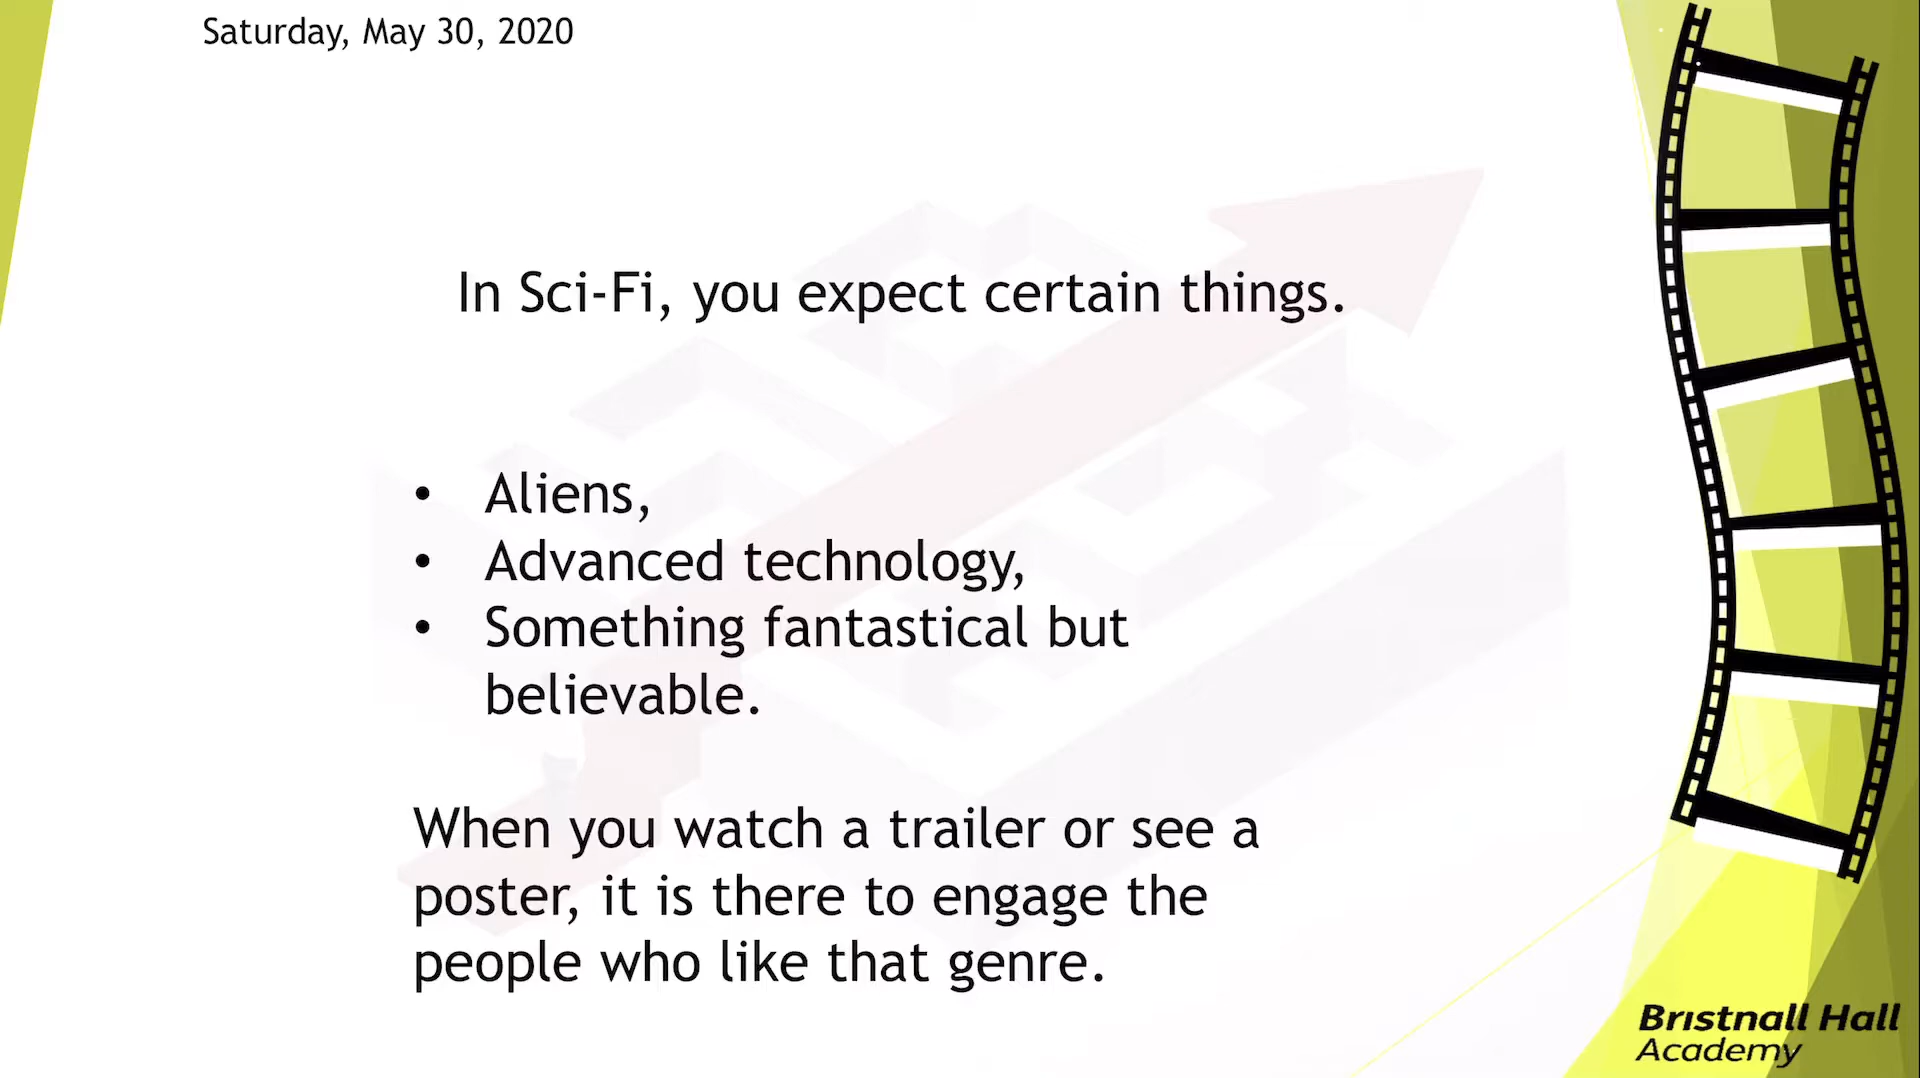 Saturday, May 30, 2020
In Sci-Fi, you expect certain things.
• Aliens,
• Advanced technology,
• Something fantastical but
believable.
When you watch a trailer or see a
poster, it is there to engage the
people who like that genre.
Bristnall Hall
Academy